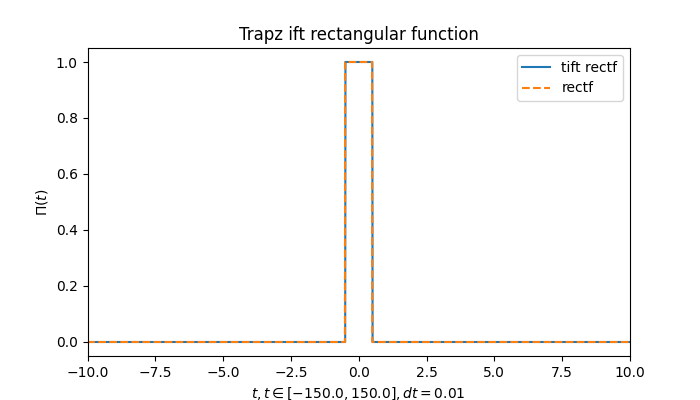 Trapz ift rectangular function
tift rectf
rectf
Π(t)
1.0
0.8
0.6
0.4
0.2
0.0
−10.0 −7.5 −5.0 −2.5 0.0 2.5 5.0 7.5 10.0
t, t ∈ [−150.0, 150.0], dt = 0.01